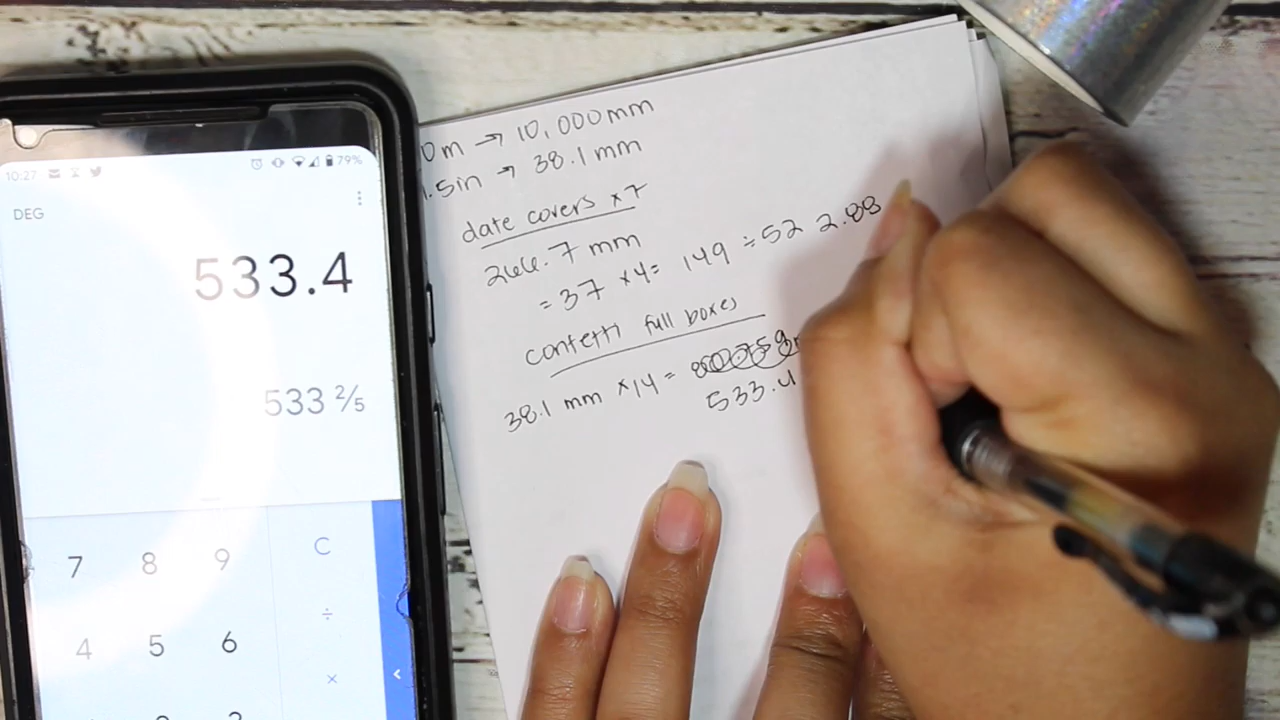 10:27 79%
DEG
533.4
533 ⅖
7 8 9 C
4 5 6 ÷
×
<
0m → 10,000mm
.5in → 38.1mm
date covers x7
266.7 mm
= 37 x4= 149 ÷52 2.88
confetti full boxes
38.1 mm x14 =
533.4